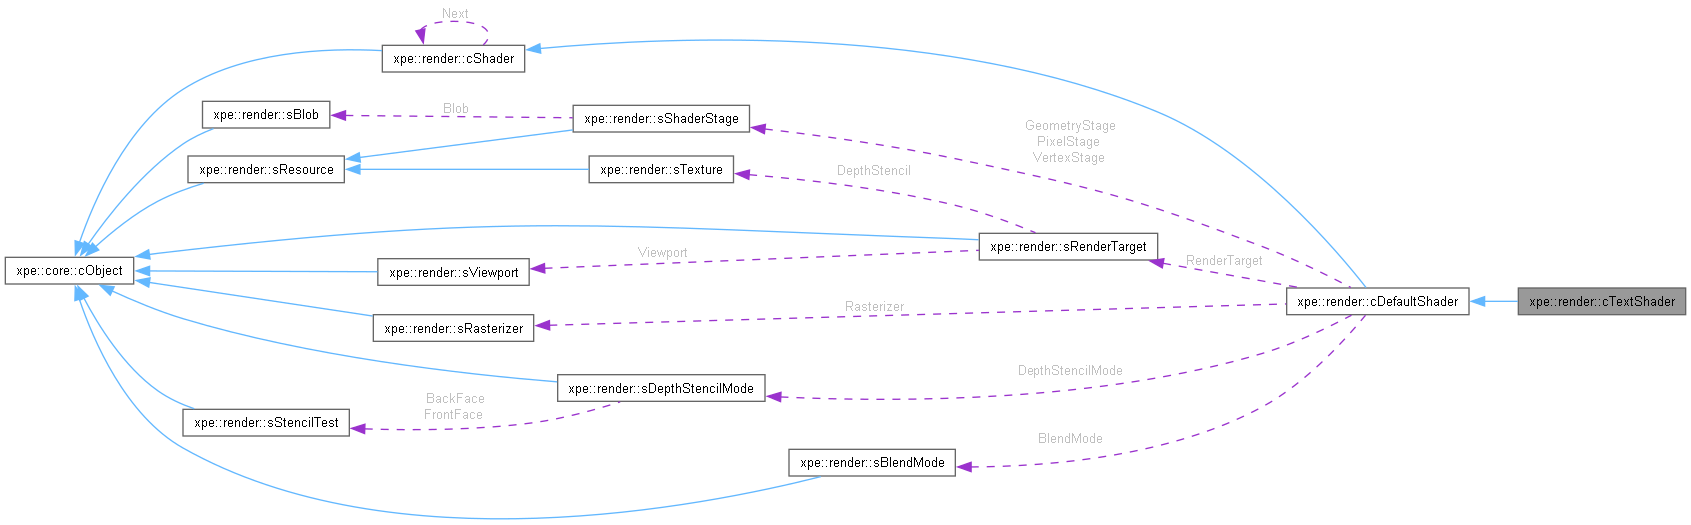 Next
xpe::render::cShader
xpe::render::sBlob
Blob
xpe::render::sShaderStage
GeometryStage
PixelStage
VertexStage
xpe::render::sResource
xpe::render::sTexture
DepthStencil
xpe::render::sRenderTarget
Viewport
RenderTarget
xpe::core::cObject
xpe::render::sViewport
xpe::render::cDefaultShader
xpe::render::cTextShader
Rasterizer
xpe::render::sRasterizer
DepthStencilMode
xpe::render::sDepthStencilMode
BackFace
FrontFace
xpe::render::sStencilTest
BlendMode
xpe::render::sBlendMode